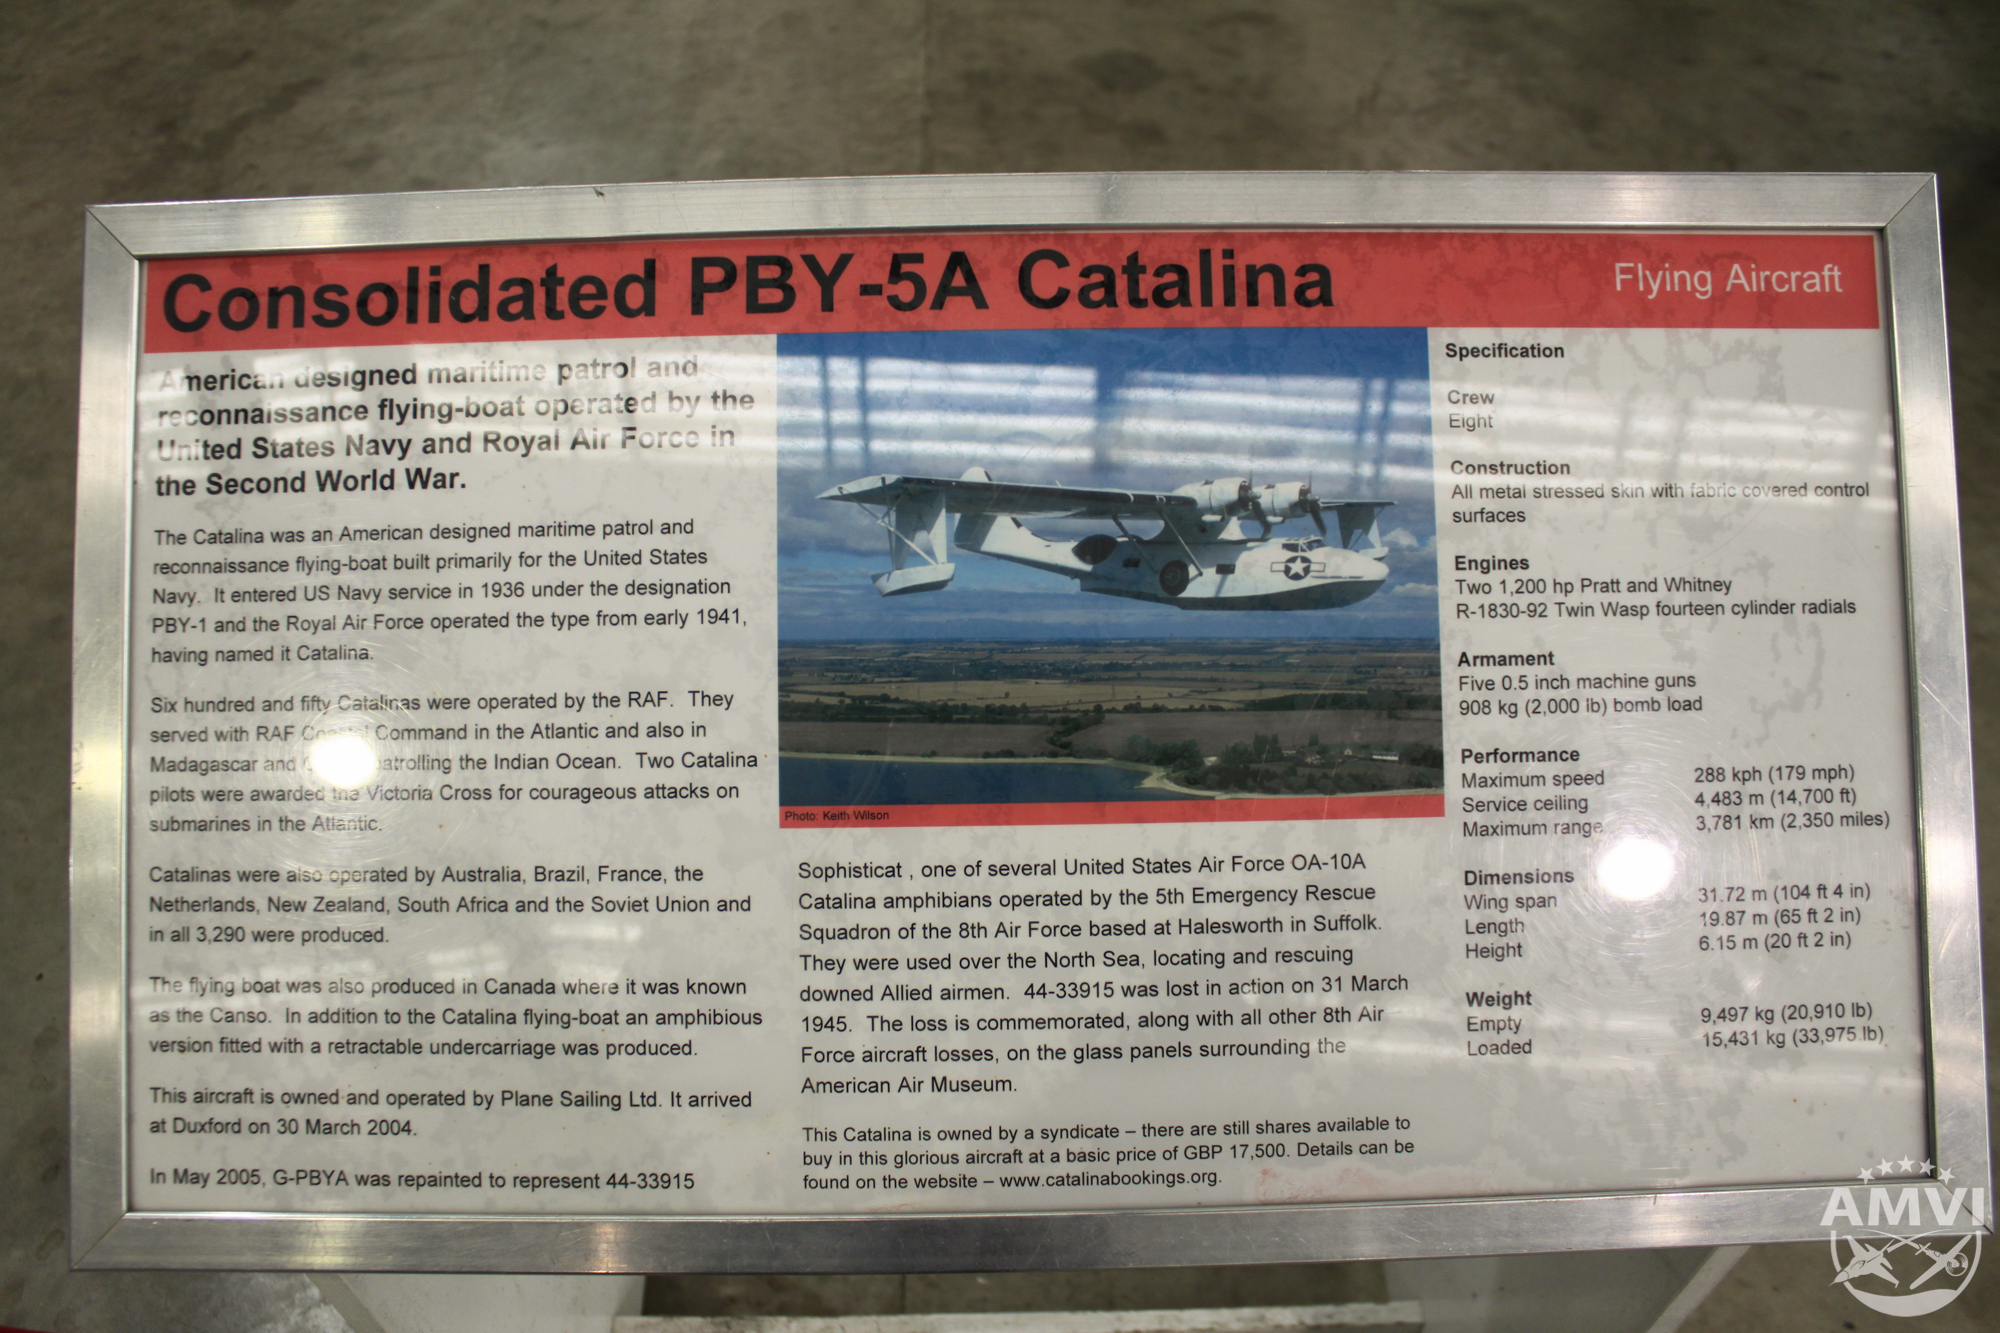 Consolidated PBY-5A Catalina
Flying Aircraft
American designed maritime patrol and
reconnaissance flying-boat operated by the
United States Navy and Royal Air Force in
the Second World War.
The Catalina was an American designed maritime patrol and
reconnaissance flying-boat built primarily for the United States
Navy. It entered US Navy service in 1936 under the designation
PBY-1 and the Royal Air Force operated the type from early 1941,
having named it Catalina.
Six hundred and fifty Catalinas were operated by the RAF. They
served with RAF Coastal Command in the Atlantic and also in
Madagascar and patrolling the Indian Ocean. Two Catalina
pilots were awarded the Victoria Cross for courageous attacks on
submarines in the Atlantic.
Catalinas were also operated by Australia, Brazil, France, the
Netherlands, New Zealand, South Africa and the Soviet Union and
in all 3,290 were produced.
The flying boat was also produced in Canada where it was known
as the Canso. In addition to the Catalina flying-boat an amphibious
version fitted with a retractable undercarriage was produced.
This aircraft is owned and operated by Plane Sailing Ltd. It arrived
at Duxford on 30 March 2004.
In May 2005, G-PBYA was repainted to represent 44-33915
Photo: Keith Wilson
Sophisticat , one of several United States Air Force OA-10A
Catalina amphibians operated by the 5th Emergency Rescue
Squadron of the 8th Air Force based at Halesworth in Suffolk.
They were used over the North Sea, locating and rescuing
downed Allied airmen. 44-33915 was lost in action on 31 March
1945. The loss is commemorated, along with all other 8th Air
Force aircraft losses, on the glass panels surrounding the
American Air Museum.
This Catalina is owned by a syndicate – there are still shares available to
buy in this glorious aircraft at a basic price of GBP 17,500. Details can be
found on the website – www.catalinabookings.org.
Specification
Crew
Eight
Construction
All metal stressed skin with fabric covered control
surfaces
Engines
Two 1,200 hp Pratt and Whitney
R-1830-92 Twin Wasp fourteen cylinder radials
Armament
Five 0.5 inch machine guns
908 kg (2,000 lb) bomb load
Performance
Maximum speed 288 kph (179 mph)
Service ceiling 4,483 m (14,700 ft)
Maximum range 3,781 km (2,350 miles)
Dimensions
Wing span 31.72 m (104 ft 4 in)
Length 19.87 m (65 ft 2 in)
Height 6.15 m (20 ft 2 in)
Weight
Empty 9,497 kg (20,910 lb)
Loaded 15,431 kg (33,975 lb)
AMVI